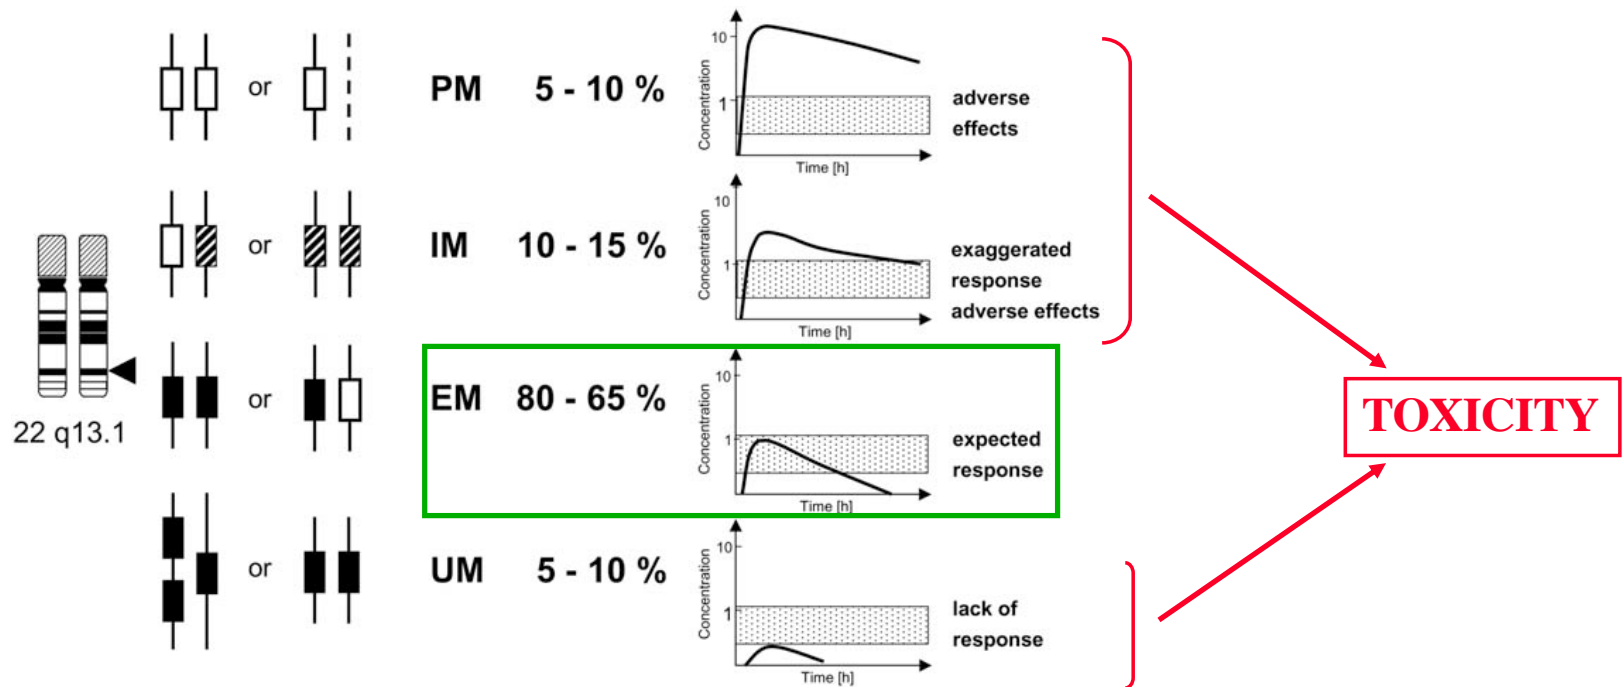 or
PM 5 - 10 %
10
1
Concentration
Time [h]
adverse
effects
or
IM 10 - 15 %
10
1
Concentration
Time [h]
exaggerated
response
adverse effects
22 q13.1
or
EM 80 - 65 %
10
1
Concentration
Time [h]
expected
response
or
UM 5 - 10 %
10
1
Concentration
Time [h]
lack of
response
TOXICITY